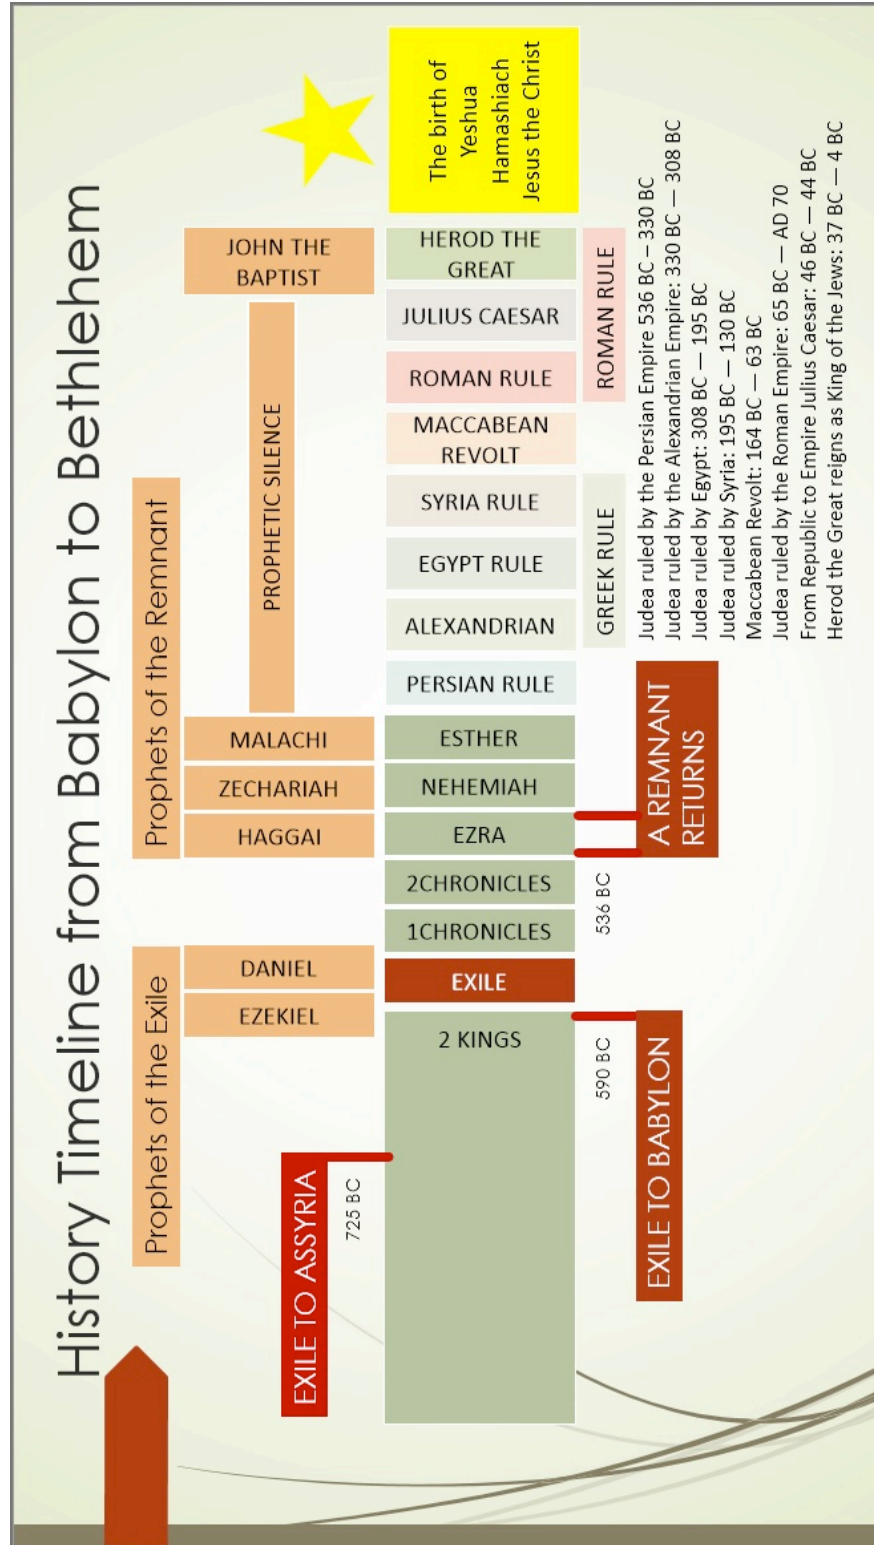 History Timeline from Babylon to Bethlehem
Prophets of the Exile
Prophets of the Remnant
EZEKIEL
DANIEL
HAGGAI
ZECHARIAH
MALACHI
PROPHETIC SILENCE
JOHN THE
BAPTIST
EXILE TO ASSYRIA
725 BC
2 KINGS
EXILE
1CHRONICLES
2CHRONICLES
EZRA
NEHEMIAH
ESTHER
PERSIAN RULE
ALEXANDRIAN
EGYPT RULE
SYRIA RULE
MACCABEAN
REVOLT
ROMAN RULE
JULIUS CAESAR
HEROD THE
GREAT
The birth of
Yeshua
Hamashiach
Jesus the Christ
590 BC
536 BC
GREEK RULE
ROMAN RULE
EXILE TO BABYLON
A REMNANT
RETURNS
Judea ruled by the Persian Empire 536 BC – 330 BC
Judea ruled by the Alexandrian Empire: 330 BC — 308 BC
Judea ruled by Egypt: 308 BC — 195 BC
Judea ruled by Syria: 195 BC — 130 BC
Maccabean Revolt: 164 BC — 63 BC
Judea ruled by the Roman Empire: 65 BC — AD 70
From Republic to Empire Julius Caesar: 46 BC — 44 BC
Herod the Great reigns as King of the Jews: 37 BC — 4 BC